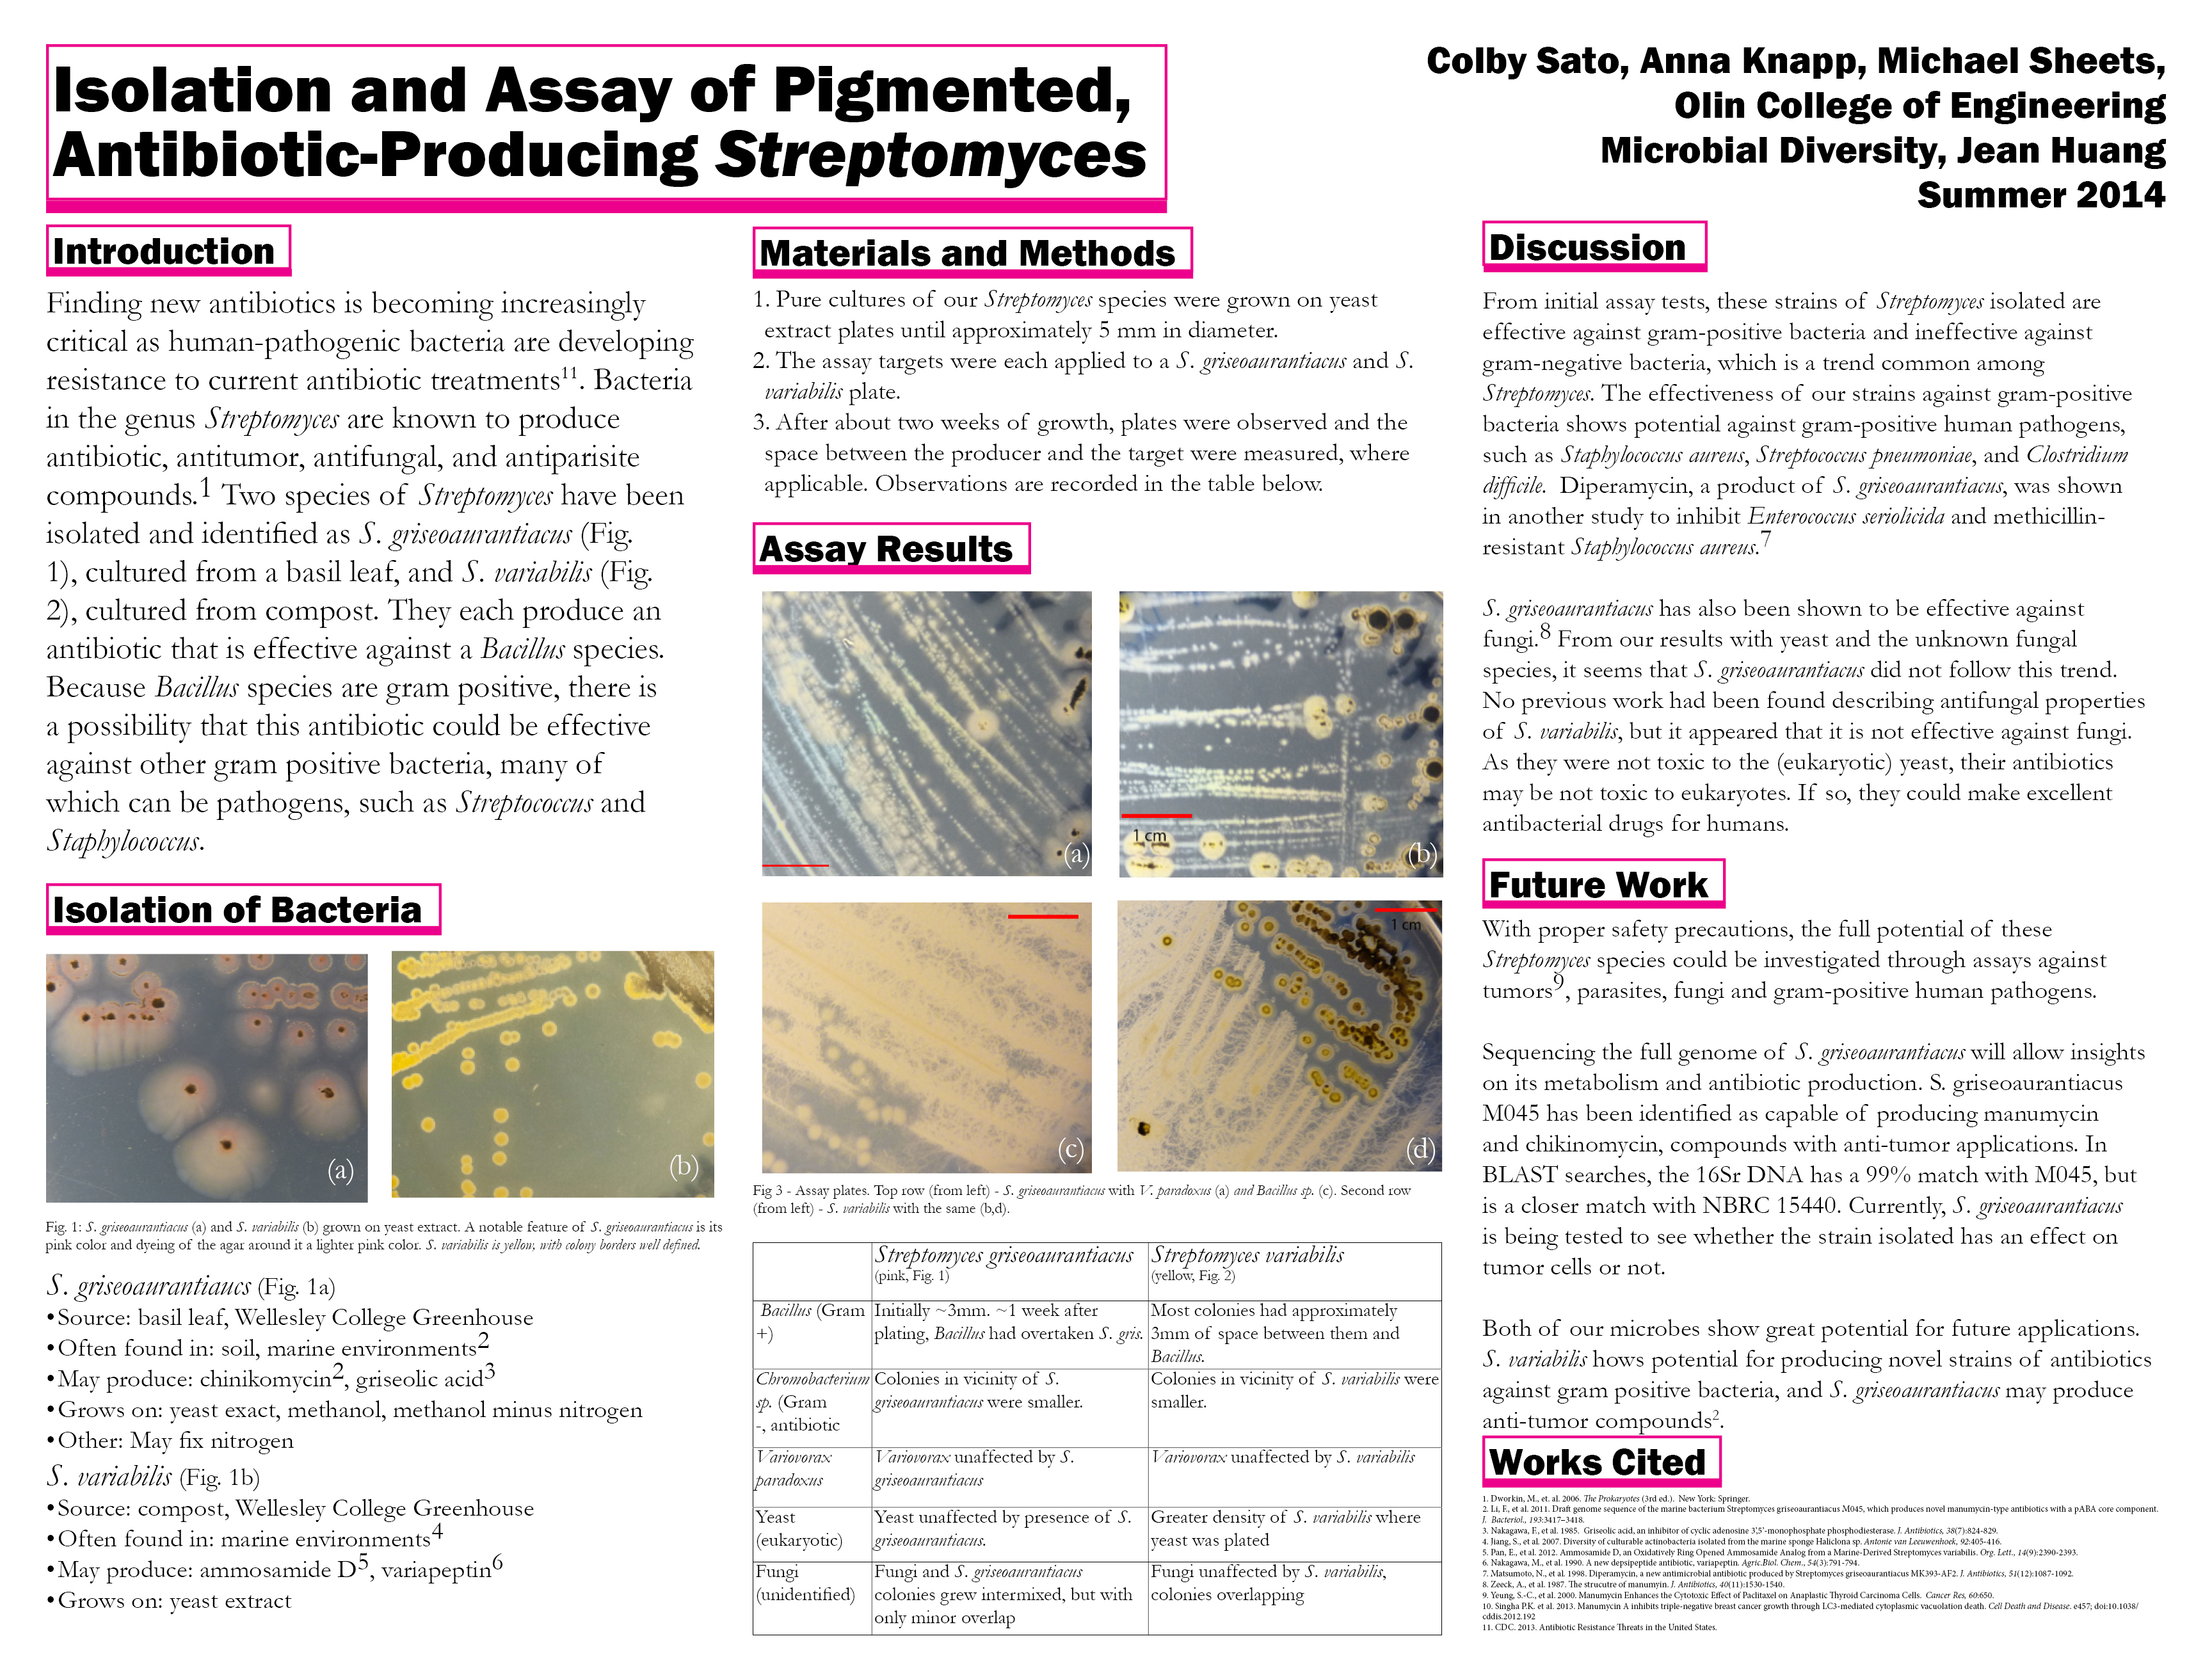 Isolation and Assay of Pigmented,
Antibiotic-Producing Streptomyces
Colby Sato, Anna Knapp, Michael Sheets,
Olin College of Engineering
Microbial Diversity, Jean Huang
Summer 2014
Introduction
Finding new antibiotics is becoming increasingly
critical as human-pathogenic bacteria are developing
resistance to current antibiotic treatments11. Bacteria
in the genus Streptomyces are known to produce
antibiotic, antitumor, antifungal, and antiparisite
compounds.1 Two species of Streptomyces have been
isolated and identified as S. griseoaurantiacus (Fig.
1), cultured from a basil leaf, and S. variabilis (Fig.
2), cultured from compost. They each produce an
antibiotic that is effective against a Bacillus species.
Because Bacillus species are gram positive, there is
a possibility that this antibiotic could be effective
against other gram positive bacteria, many of
which can be pathogens, such as Streptococcus and
Staphylococcus.
Isolation of Bacteria
(a)
(b)
Fig. 1: S. griseoaurantiacus (a) and S. variabilis (b) grown on yeast extract. A notable feature of S. griseoaurantiacus is its
pink color and dyeing of the agar around it a lighter pink color. S. variabilis is yellow, with colony borders well defined.
S. griseoaurantiaucs (Fig. 1a)
•Source: basil leaf, Wellesley College Greenhouse
•Often found in: soil, marine environments2
•May produce: chinikomycin2, griseolic acid3
•Grows on: yeast exact, methanol, methanol minus nitrogen
•Other: May fix nitrogen
S. variabilis (Fig. 1b)
•Source: compost, Wellesley College Greenhouse
•Often found in: marine environments4
•May produce: ammosamide D5, variapeptin6
•Grows on: yeast extract
Materials and Methods
1. Pure cultures of our Streptomyces species were grown on yeast
extract plates until approximately 5 mm in diameter.
2. The assay targets were each applied to a S. griseoaurantiacus and S.
variabilis plate.
3. After about two weeks of growth, plates were observed and the
space between the producer and the target were measured, where
applicable. Observations are recorded in the table below.
Assay Results
(a)
1 cm
(b)
(c)
1 cm
(d)
Fig 3 - Assay plates. Top row (from left) - S. griseoaurantiacus with V. paradoxus (a) and Bacillus sp. (c). Second row
(from left) - S. variabilis with the same (b,d).
Streptomyces griseoaurantiacus
(pink, Fig. 1)
Streptomyces variabilis
(yellow, Fig. 2)
Bacillus (Gram
+)
Initially ~3mm. ~1 week after
plating, Bacillus had overtaken S. gris.
Most colonies had approximately
3mm of space between them and
Bacillus.
Chromobacterium
sp. (Gram
-, antibiotic
Colonies in vicinity of S.
griseoaurantiacus were smaller.
Colonies in vicinity of S. variabilis were
smaller.
Variovorax
paradoxus
Variovorax unaffected by S.
griseoaurantiacus
Variovorax unaffected by S. variabilis
Yeast
(eukaryotic)
Yeast unaffected by presence of S.
griseoaurantiacus.
Greater density of S. variabilis where
yeast was plated
Fungi
(unidentified)
Fungi and S. griseoaurantiacus
colonies grew intermixed, but with
only minor overlap
Fungi unaffected by S. variabilis,
colonies overlapping
Discussion
From initial assay tests, these strains of Streptomyces isolated are
effective against gram-positive bacteria and ineffective against
gram-negative bacteria, which is a trend common among
Streptomyces. The effectiveness of our strains against gram-positive
bacteria shows potential against gram-positive human pathogens,
such as Staphylococcus aureus, Streptococcus pneumoniae, and Clostridium
difficile. Diperamycin, a product of S. griseoaurantiacus, was shown
in another study to inhibit Enterococcus seriolicida and methicillin-
resistant Staphylococcus aureus.7
S. griseoaurantiacus has also been shown to be effective against
fungi.8 From our results with yeast and the unknown fungal
species, it seems that S. griseoaurantiacus did not follow this trend.
No previous work had been found describing antifungal properties
of S. variabilis, but it appeared that it is not effective against fungi.
As they were not toxic to the (eukaryotic) yeast, their antibiotics
may be not toxic to eukaryotes. If so, they could make excellent
antibacterial drugs for humans.
Future Work
With proper safety precautions, the full potential of these
Streptomyces species could be investigated through assays against
tumors9, parasites, fungi and gram-positive human pathogens.
Sequencing the full genome of S. griseoaurantiacus will allow insights
on its metabolism and antibiotic production. S. griseoaurantiacus
M045 has been identified as capable of producing manumycin
and chikinomycin, compounds with anti-tumor applications. In
BLAST searches, the 16Sr DNA has a 99% match with M045, but
is a closer match with NBRC 15440. Currently, S. griseoaurantiacus
is being tested to see whether the strain isolated has an effect on
tumor cells or not.
Both of our microbes show great potential for future applications.
S. variabilis hows potential for producing novel strains of antibiotics
against gram positive bacteria, and S. griseoaurantiacus may produce
anti-tumor compounds2.
Works Cited
1. Dworkin, M., et. al. 2006. The Prokaryotes (3rd ed.). New York: Springer.
2. Li, F., et al. 2011. Draft genome sequence of the marine bacterium Streptomyces griseoaurantiacus M045, which produces novel manumycin-type antibiotics with a pABA core component.
J. Bacteriol., 193:3417–3418.
3. Nakagawa, F., et al. 1985. Griseolic acid, an inhibitor of cyclic adenosine 3',5'-monophosphate phosphodiesterase. J. Antibiotics, 38(7):824-829.
4. Jiang, S., et al. 2007. Diversity of culturable actinobacteria isolated from the marine sponge Haliclona sp. Antonie van Leeuwenhoek, 92:405-416.
5. Pan, E., et al. 2012. Ammosamide D, an Oxidatively Ring Opened Ammosamide Analog from a Marine-Derived Streptomyces variabilis. Org. Lett., 14(9):2390-2393.
6. Nakagawa, M., et al. 1990. A new depsipeptide antibiotic, variapeptin. Agric.Biol. Chem., 54(3):791-794.
7. Matsumoto, N., et al. 1998. Diperamycin, a new antimicrobial antibiotic produced by Streptomyces griseoaurantiacus MK393-AF2. J. Antibiotics, 51(12):1087-1092.
8. Zeeck, A., et al. 1987. The strucutre of manumyin. J. Antibiotics, 40(11):1530-1540.
9. Yeung, S.-C., et al. 2000. Manumycin Enhances the Cytotoxic Effect of Paclitaxel on Anaplastic Thyroid Carcinoma Cells. Cancer Res, 60:650.
10. Singha P.K. et al. 2013. Manumycin A inhibits triple-negative breast cancer growth through LC3-mediated cytoplasmic vacuolation death. Cell Death and Disease. e457; doi:10.1038/
cddis.2012.192
11. CDC. 2013. Antibiotic Resistance Threats in the United States.